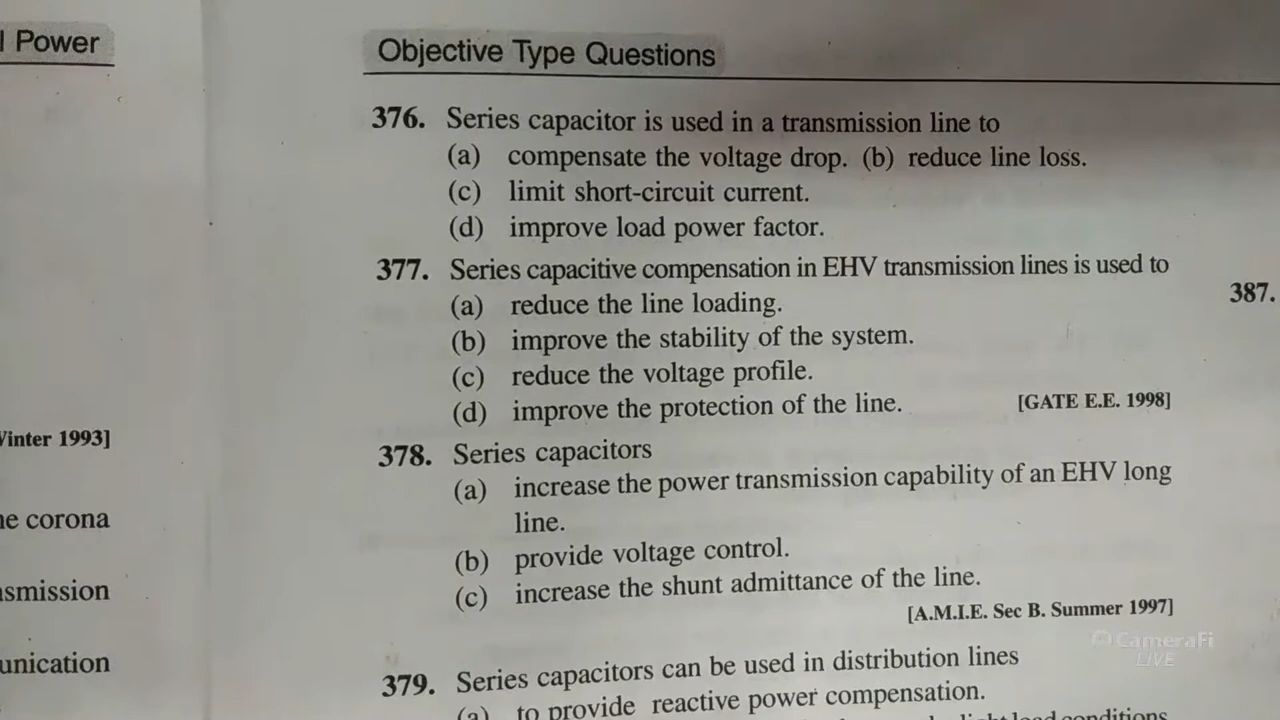 l Power
Vinter 1993]
ne corona
smission
unication
Objective Type Questions
376. Series capacitor is used in a transmission line to
(a) compensate the voltage drop. (b) reduce line loss.
(c) limit short-circuit current.
(d) improve load power factor.
377. Series capacitive compensation in EHV transmission lines is used to
(a) reduce the line loading.
(b) improve the stability of the system.
(c) reduce the voltage profile.
(d) improve the protection of the line. [GATE E.E. 1998]
378. Series capacitors
(a) increase the power transmission capability of an EHV long
line.
(b) provide voltage control.
(c) increase the shunt admittance of the line.
[A.M.I.E. Sec B. Summer 1997]
379. Series capacitors can be used in distribution lines
(a) to provide reactive power compensation.
light load conditions
387.
CameraFi
LIVE